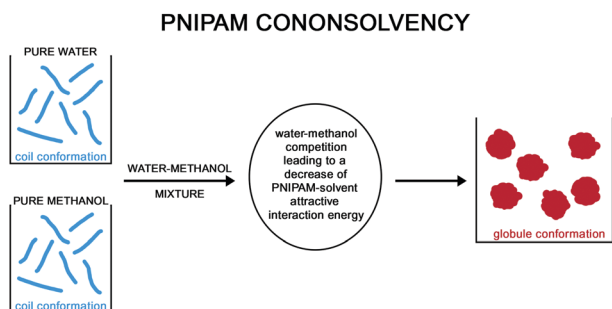 PNIPAM CONONSOLVENCY
PURE WATER
coil conformation
PURE METHANOL
coil conformation
WATER-METHANOL
MIXTURE
water-methanol
competition
leading to a
decrease of
PNIPAM-solvent
attractive
interaction energy
globule conformation